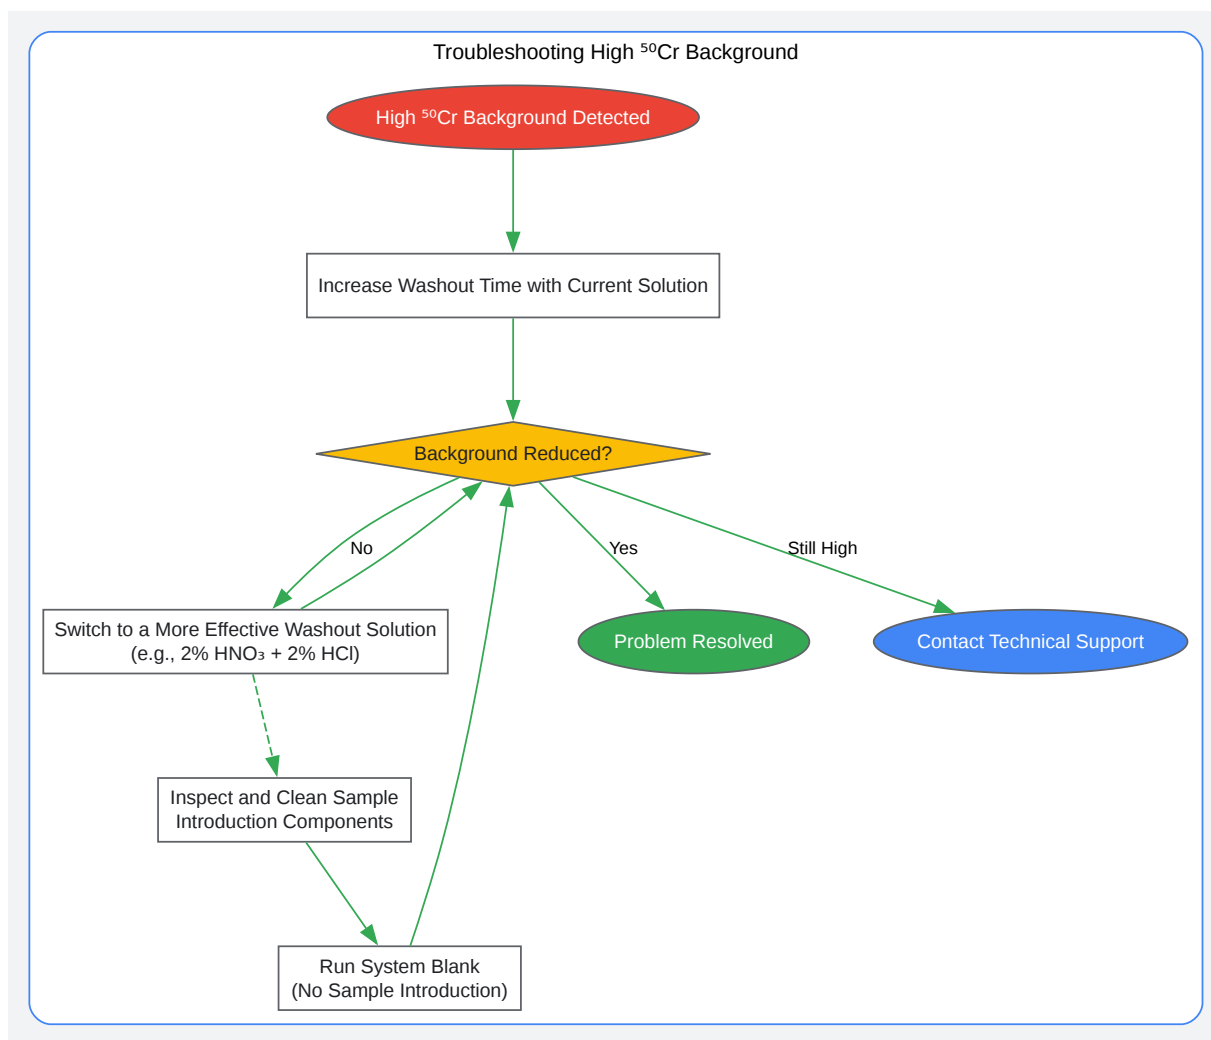 Troubleshooting High ⁵⁰Cr Background
High ⁵⁰Cr Background Detected
Increase Washout Time with Current Solution
Background Reduced?
No
Yes
Still High
Switch to a More Effective Washout Solution
(e.g., 2% HNO₃ + 2% HCl)
Problem Resolved
Contact Technical Support
Inspect and Clean Sample
Introduction Components
Run System Blank
(No Sample Introduction)